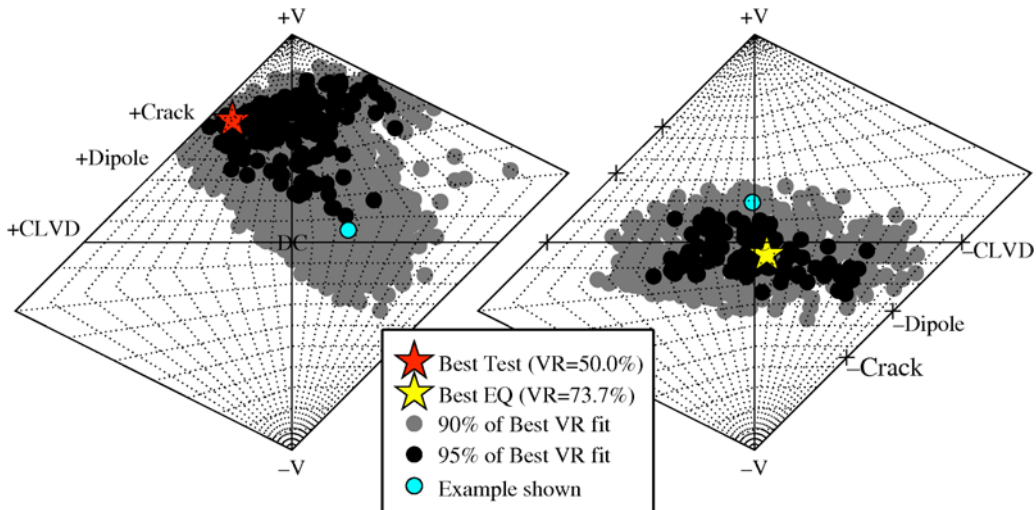 +V
+V
+Crack
+Dipole
+CLVD
DC
–CLVD
–Dipole
–Crack
–V
–V
Best Test (VR=50.0%)
Best EQ (VR=73.7%)
90% of Best VR fit
95% of Best VR fit
Example shown